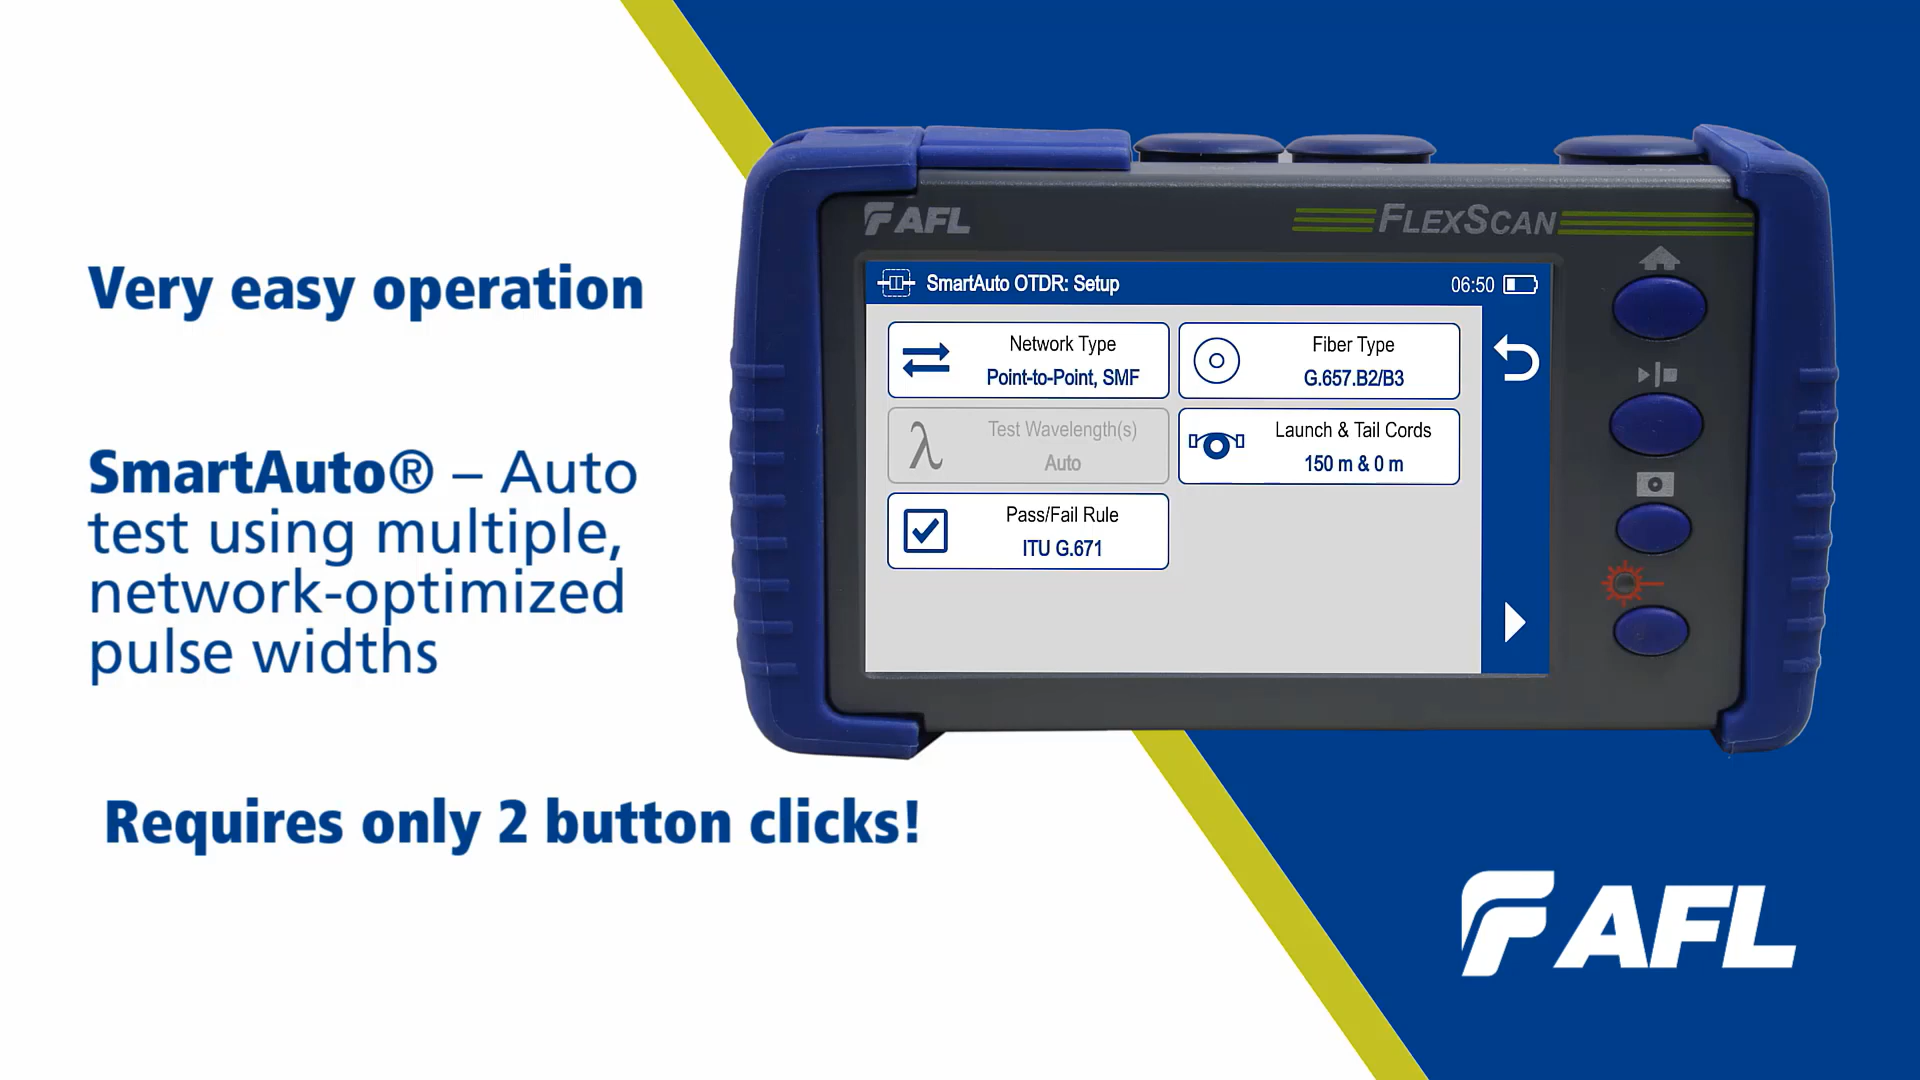 Very easy operation
SmartAuto® – Auto
test using multiple,
network-optimized
pulse widths
Requires only 2 button clicks!
AFL
FLEXSCAN
SmartAuto OTDR: Setup
06:50
Network Type
Point-to-Point, SMF
Fiber Type
G.657.B2/B3
Test Wavelength(s)
Auto
Launch & Tail Cords
150 m & 0 m
Pass/Fail Rule
ITU G.671
AFL